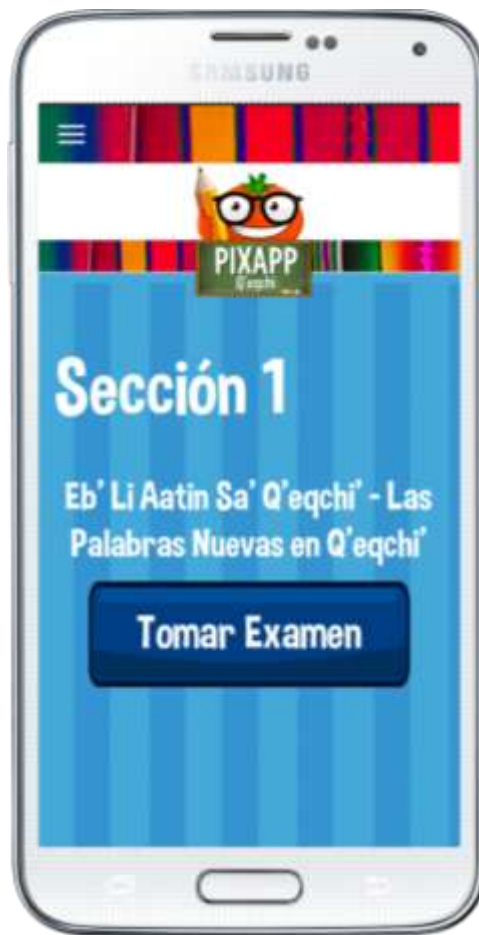 SAMSUNG
PIXAPP
Q'eqchi
Sección 1
Eb' Li Aatin Sa' Q'eqchi' - Las
Palabras Nuevas en Q'eqchi'
Tomar Examen